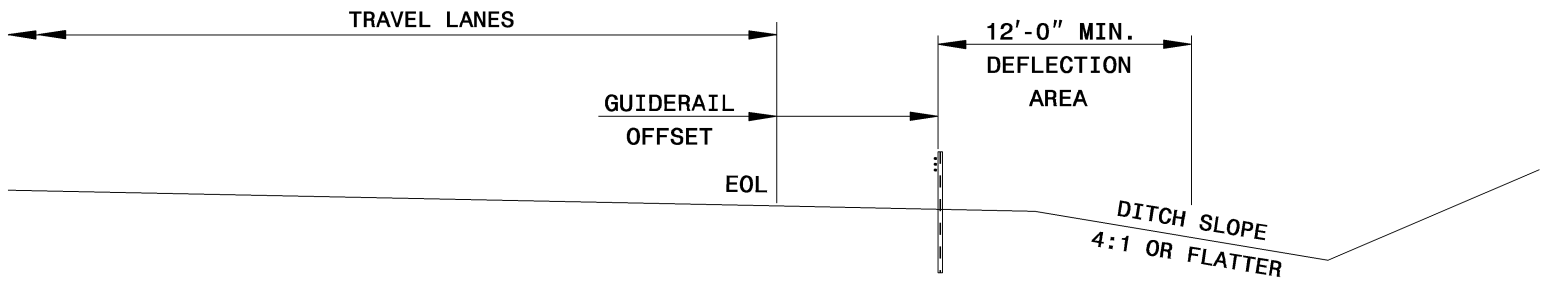 TRAVEL LANES
12'-0" MIN.
DEFLECTION
AREA
GUIDERAIL
OFFSET
EOL
DITCH SLOPE
4:1 OR FLATTER